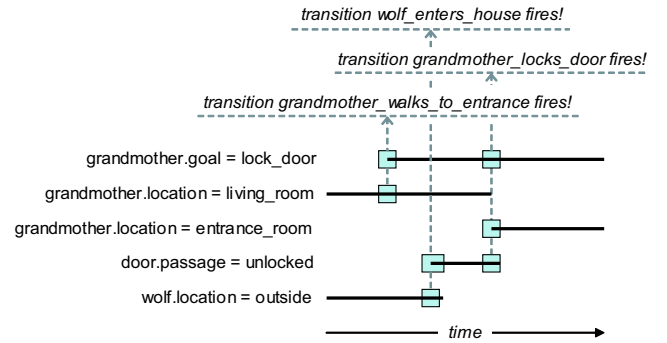 transition wolf_enters_house fires!
transition grandmother_locks_door fires!
transition grandmother_walks_to_entrance fires!
grandmother.goal = lock_door
grandmother.location = living_room
grandmother.location = entrance_room
door.passage = unlocked
wolf.location = outside
time